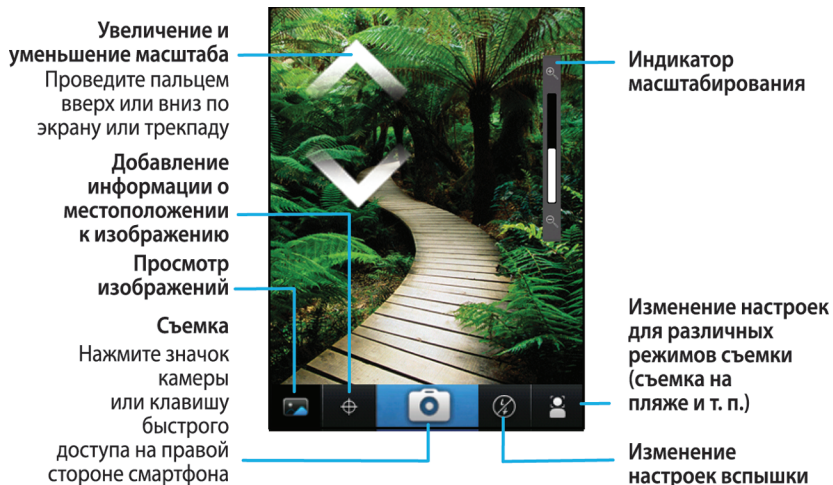 Увеличение и
уменьшение масштаба
Проведите пальцем
вверх или вниз по
экрану или трекпаду
Добавление
информации о
местоположении
к изображению
Просмотр
изображений
Съемка
Нажмите значок
камеры
или клавишу
быстрого
доступа на правой
стороне смартфона
Индикатор
масштабирования
Изменение настроек
для различных
режимов съемки
(съемка на
пляже и т. п.)
Изменение
настроек вспышки